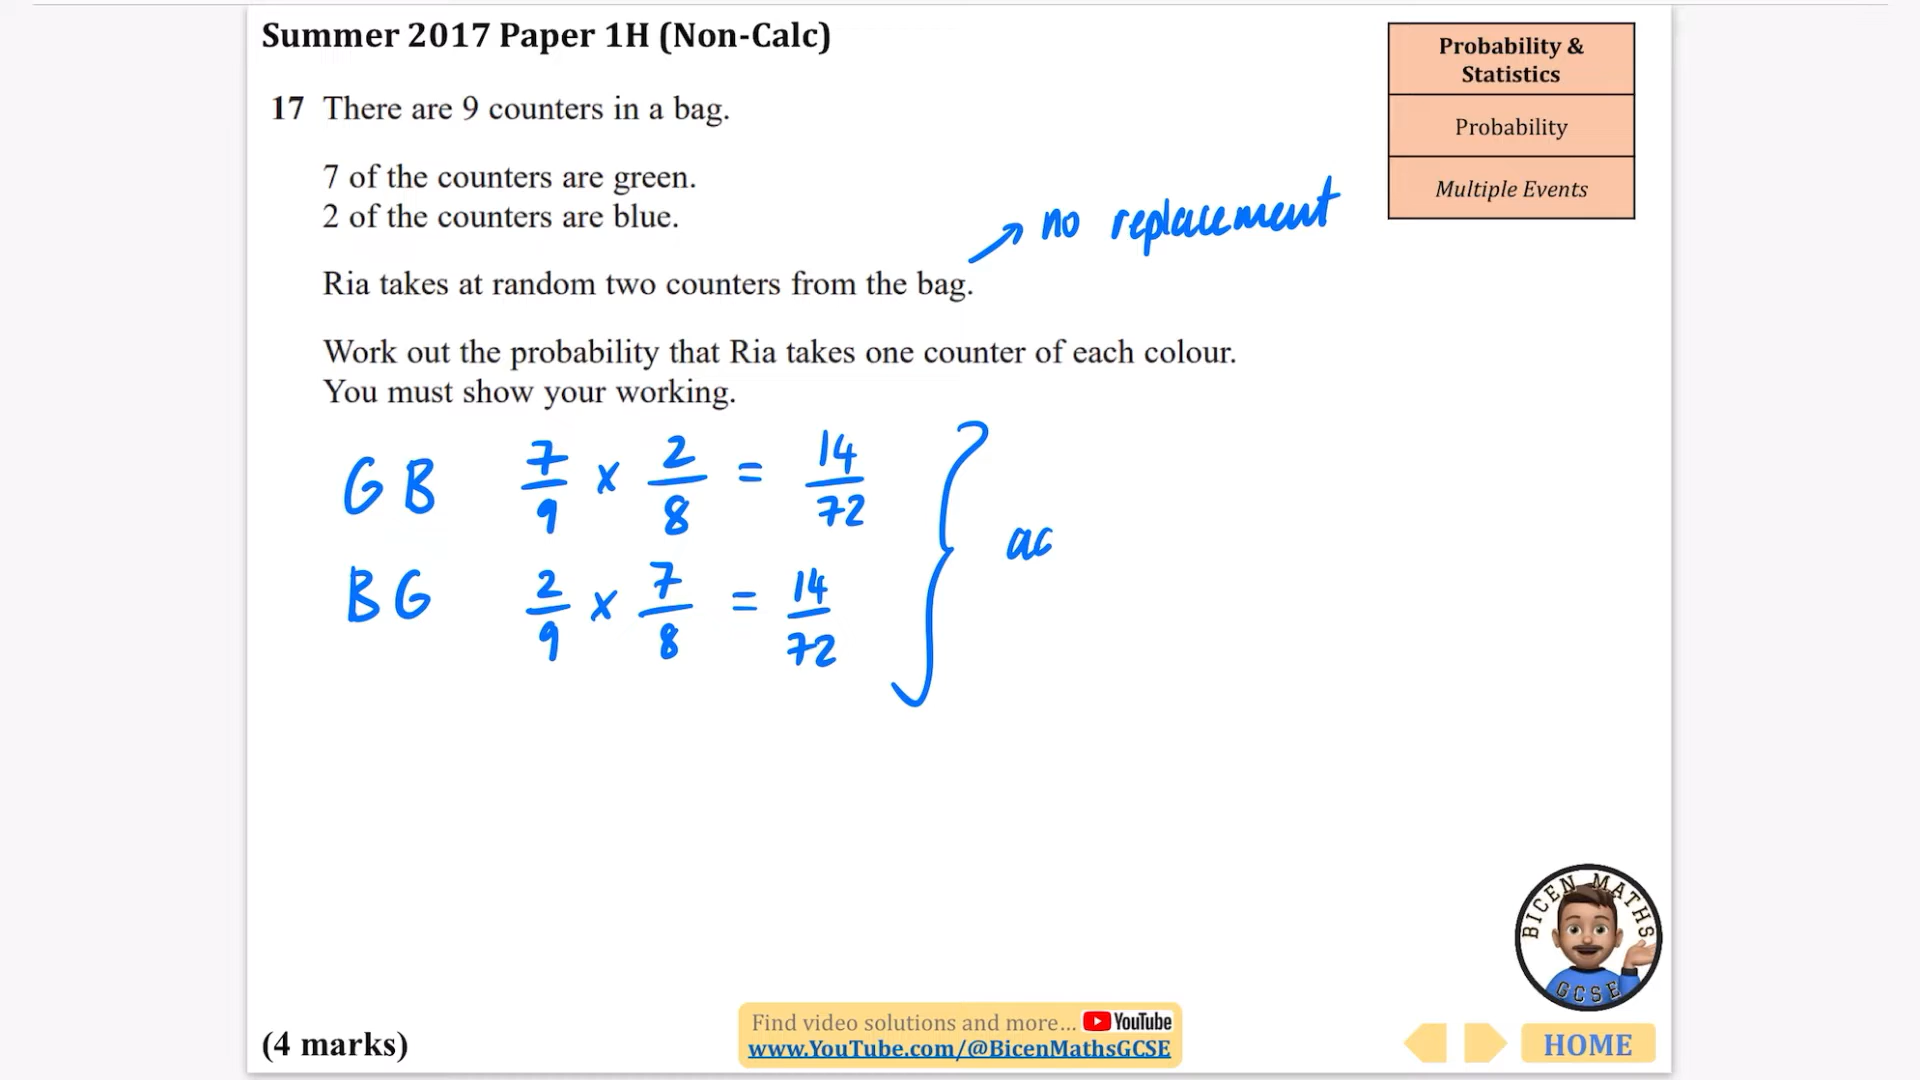 Summer 2017 Paper 1H (Non-Calc)
Probability &
Statistics
Probability
Multiple Events
17 There are 9 counters in a bag.
7 of the counters are green.
2 of the counters are blue.
no replacement
Ria takes at random two counters from the bag.
Work out the probability that Ria takes one counter of each colour.
You must show your working.
G B 7/9 × 2/8 = 14/72
B G 2/9 × 7/8 = 14/72
BICEN MATHS
GCSE
Find video solutions and more... YouTube
www.YouTube.com/@BicenMathsGCSE
(4 marks)
HOME